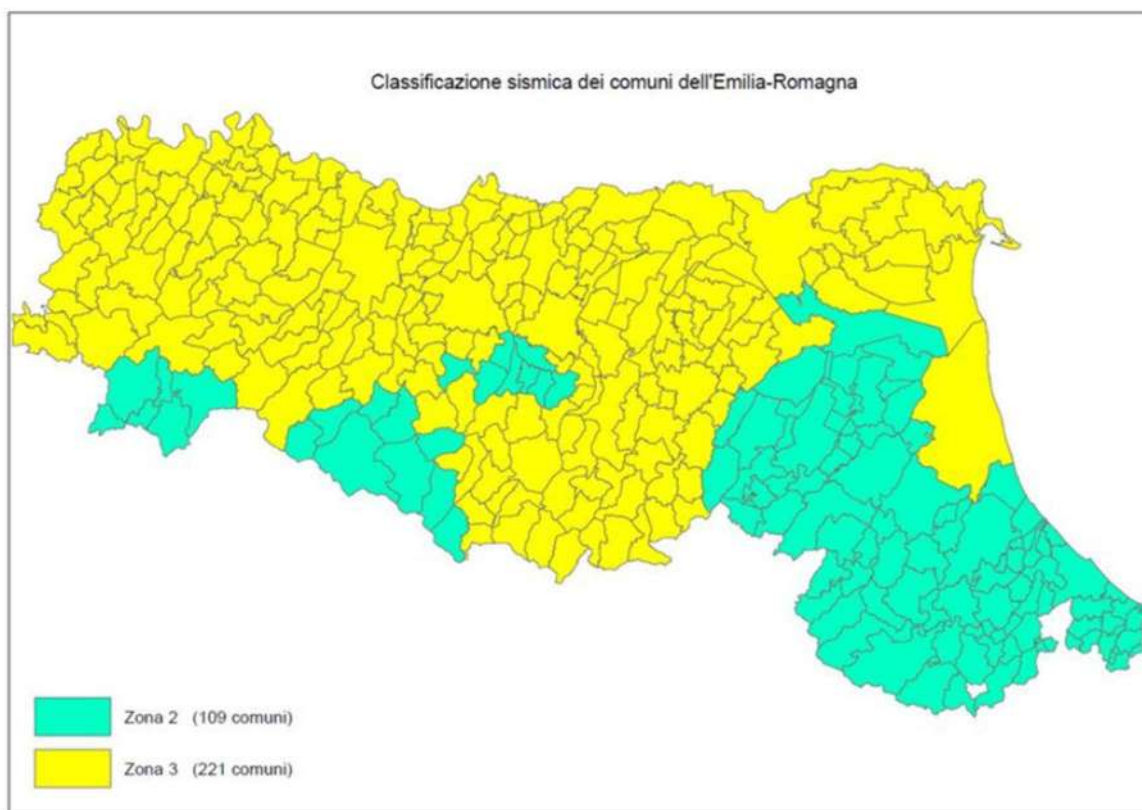 Classificazione sismica dei comuni dell'Emilia-Romagna
Zona 2 (109 comuni)
Zona 3 (221 comuni)